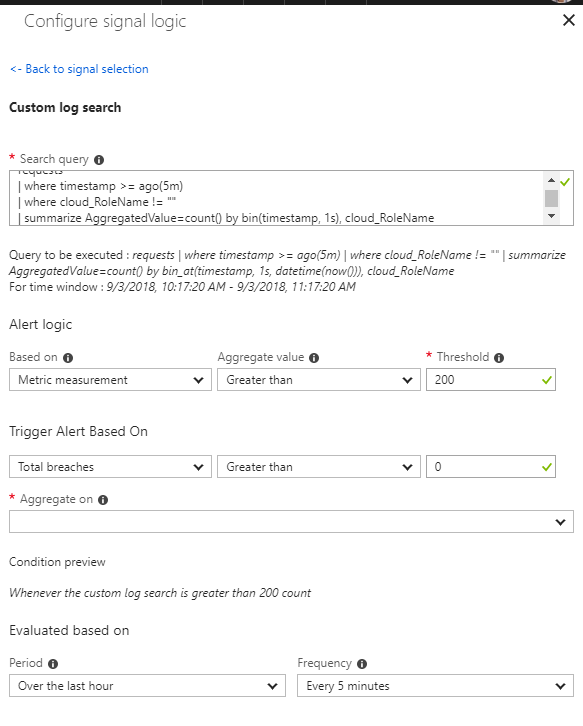 Configure signal logic
<- Back to signal selection
Custom log search
* Search query
requests
| where timestamp >= ago(5m)
| where cloud_RoleName != ""
| summarize AggregatedValue=count() by bin(timestamp, 1s), cloud_RoleName
Query to be executed : requests | where timestamp >= ago(5m) | where cloud_RoleName != "" | summarize
AggregatedValue=count() by bin_at(timestamp, 1s, datetime(now())), cloud_RoleName
For time window : 9/3/2018, 10:17:20 AM - 9/3/2018, 11:17:20 AM
Alert logic
Based on Aggregate value * Threshold
Metric measurement Greater than 200
Trigger Alert Based On
Total breaches Greater than 0
* Aggregate on
Condition preview
Whenever the custom log search is greater than 200 count
Evaluated based on
Period Frequency
Over the last hour Every 5 minutes